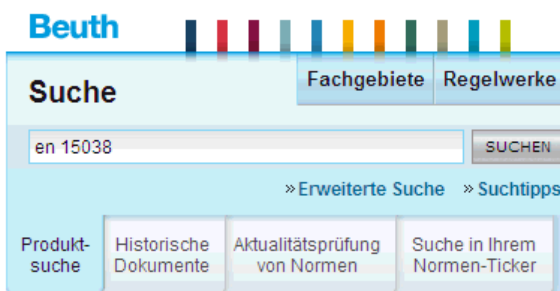 Beuth
Fachgebiete Regelwerke
Suche
en 15038 SUCHEN
»Erweiterte Suche » Suchtipps
Produkt- Historische Aktualitätsprüfung Suche in Ihrem
suche Dokumente von Normen Normen-Ticker